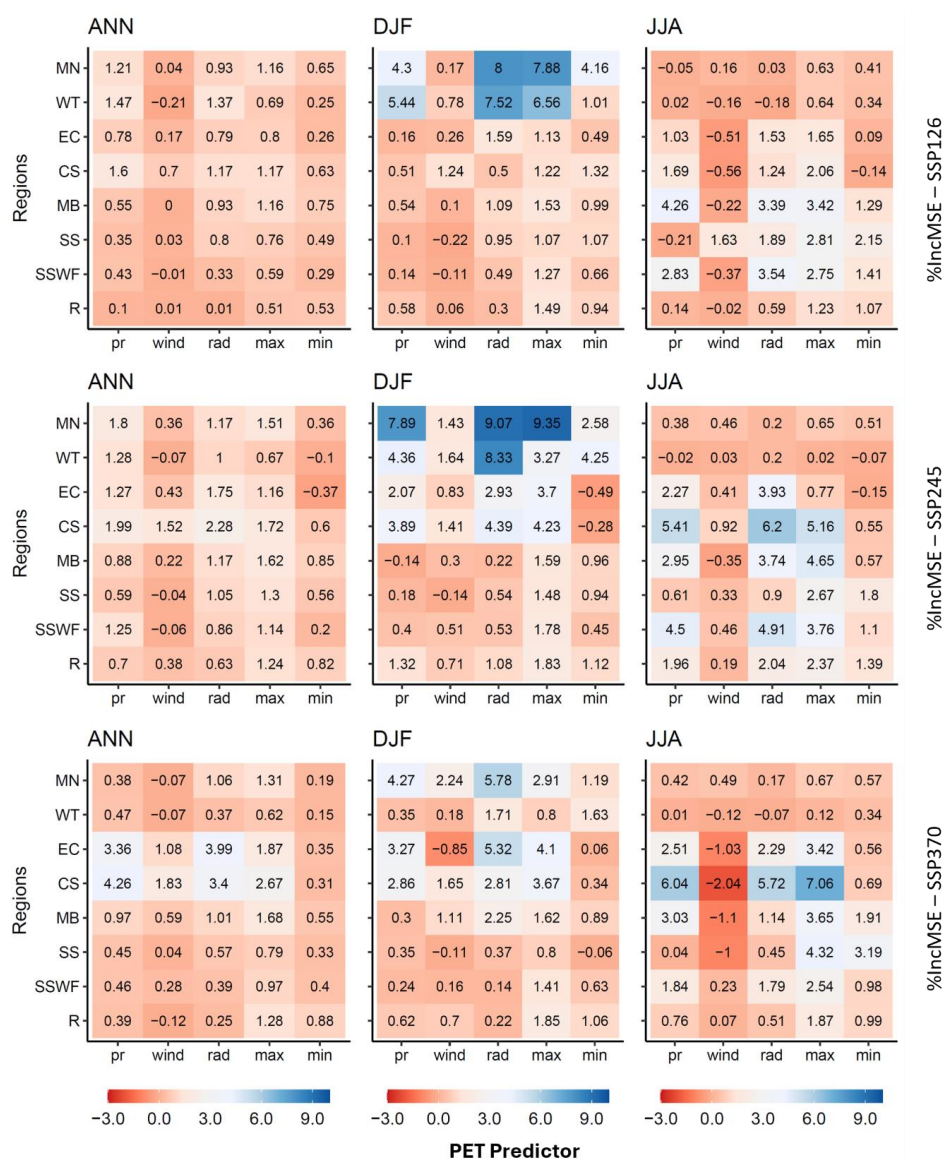 ANN DJF JJA
MN 1.21 0.04 0.93 1.16 0.65 4.3 0.17 8 7.88 4.16 −0.05 0.16 0.03 0.63 0.41
WT 1.47 −0.21 1.37 0.69 0.25 5.44 0.78 7.52 6.56 1.01 0.02 −0.16 −0.18 0.64 0.34
EC 0.78 0.17 0.79 0.8 0.26 0.16 0.26 1.59 1.13 0.49 1.03 −0.51 1.53 1.65 0.09
CS 1.6 0.7 1.17 1.17 0.63 0.51 1.24 0.5 1.22 1.32 1.69 −0.56 1.24 2.06 −0.14
MB 0.55 0 0.93 1.16 0.75 0.54 0.1 1.09 1.53 0.99 4.26 −0.22 3.39 3.42 1.29
SS 0.35 0.03 0.8 0.76 0.49 0.1 −0.22 0.95 1.07 1.07 −0.21 1.63 1.89 2.81 2.15
SSWF 0.43 −0.01 0.33 0.59 0.29 0.14 −0.11 0.49 1.27 0.66 2.83 −0.37 3.54 2.75 1.41
R 0.1 0.01 0.01 0.51 0.53 0.58 0.06 0.3 1.49 0.94 0.14 −0.02 0.59 1.23 1.07
pr wind rad max min pr wind rad max min pr wind rad max min
Regions
%IncMSE – SSP126
ANN DJF JJA
MN 1.8 0.36 1.17 1.51 0.36 7.89 1.43 9.07 9.35 2.58 0.38 0.46 0.2 0.65 0.51
WT 1.28 −0.07 1 0.67 −0.1 4.36 1.64 8.33 3.27 4.25 −0.02 0.03 0.2 0.02 −0.07
EC 1.27 0.43 1.75 1.16 −0.37 2.07 0.83 2.93 3.7 −0.49 2.27 0.41 3.93 0.77 −0.15
CS 1.99 1.52 2.28 1.72 0.6 3.89 1.41 4.39 4.23 −0.28 5.41 0.92 6.2 5.16 0.55
MB 0.88 0.22 1.17 1.62 0.85 −0.14 0.3 0.22 1.59 0.96 2.95 −0.35 3.74 4.65 0.57
SS 0.59 −0.04 1.05 1.3 0.56 0.18 −0.14 0.54 1.48 0.94 0.61 0.33 0.9 2.67 1.8
SSWF 1.25 −0.06 0.86 1.14 0.2 0.4 0.51 0.53 1.78 0.45 4.5 0.46 4.91 3.76 1.1
R 0.7 0.38 0.63 1.24 0.82 1.32 0.71 1.08 1.83 1.12 1.96 0.19 2.04 2.37 1.39
pr wind rad max min pr wind rad max min pr wind rad max min
Regions
%IncMSE – SSP245
ANN DJF JJA
MN 0.38 −0.07 1.06 1.31 0.19 4.27 2.24 5.78 2.91 1.19 0.42 0.49 0.17 0.67 0.57
WT 0.47 −0.07 0.37 0.62 0.15 0.35 0.18 1.71 0.8 1.63 0.01 −0.12 −0.07 0.12 0.34
EC 3.36 1.08 3.99 1.87 0.35 3.27 −0.85 5.32 4.1 0.06 2.51 −1.03 2.29 3.42 0.56
CS 4.26 1.83 3.4 2.67 0.31 2.86 1.65 2.81 3.67 0.34 6.04 −2.04 5.72 7.06 0.69
MB 0.97 0.59 1.01 1.68 0.55 0.3 1.11 2.25 1.62 0.89 3.03 −1.1 1.14 3.65 1.91
SS 0.45 0.04 0.57 0.79 0.33 0.35 −0.11 0.37 0.8 −0.06 0.04 −1 0.45 4.32 3.19
SSWF 0.46 0.28 0.39 0.97 0.4 0.24 0.16 0.14 1.41 0.63 1.84 0.23 1.79 2.54 0.98
R 0.39 −0.12 0.25 1.28 0.88 0.62 0.7 0.22 1.85 1.06 0.76 0.07 0.51 1.87 0.99
pr wind rad max min pr wind rad max min pr wind rad max min
Regions
%IncMSE – SSP370
−3.0 0.0 3.0 6.0 9.0 −3.0 0.0 3.0 6.0 9.0 −3.0 0.0 3.0 6.0 9.0
PET Predictor